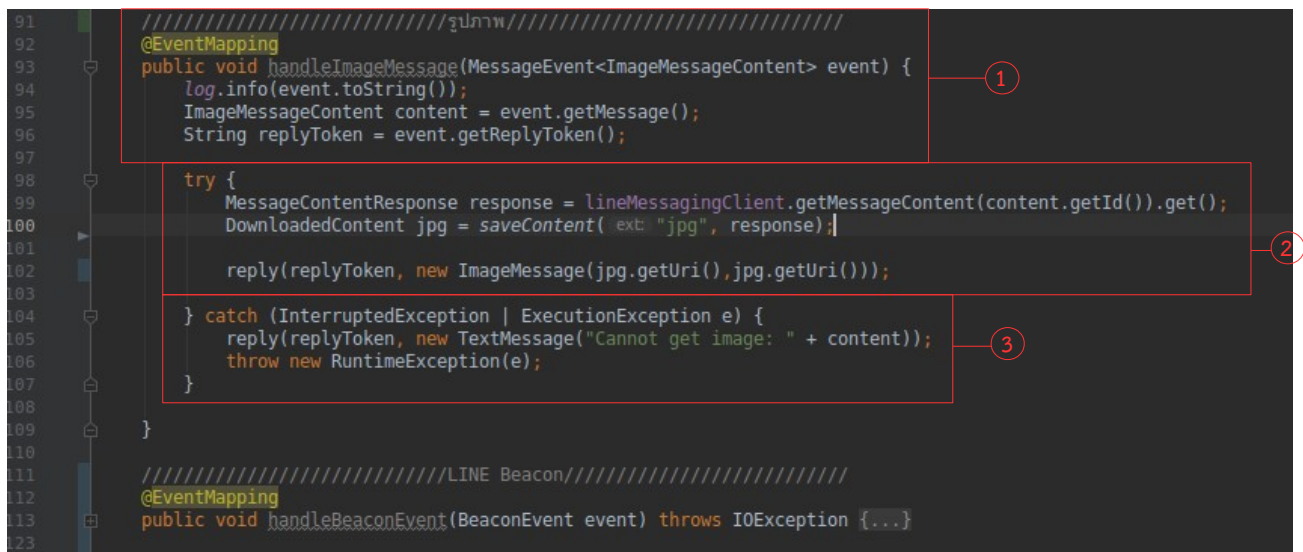 91 /////////////////////////////รูปภาพ////////////////////////////////
92 @EventMapping
93 public void handleImageMessage(MessageEvent<ImageMessageContent> event) {
94 log.info(event.toString());
95 ImageMessageContent content = event.getMessage();
96 String replyToken = event.getReplyToken();
97
98 try {
99 MessageContentResponse response = lineMessagingClient.getMessageContent(content.getId()).get();
100 DownloadedContent jpg = saveContent( ext: "jpg", response);
101
102 reply(replyToken, new ImageMessage(jpg.getUri(),jpg.getUri()));
103
104 } catch (InterruptedException | ExecutionException e) {
105 reply(replyToken, new TextMessage("Cannot get image: " + content));
106 throw new RuntimeException(e);
107 }
108
109 }
110
111 /////////////////////////////LINE Beacon///////////////////////////
112 @EventMapping
113 public void handleBeaconEvent(BeaconEvent event) throws IOException {...}
123
1
2
3